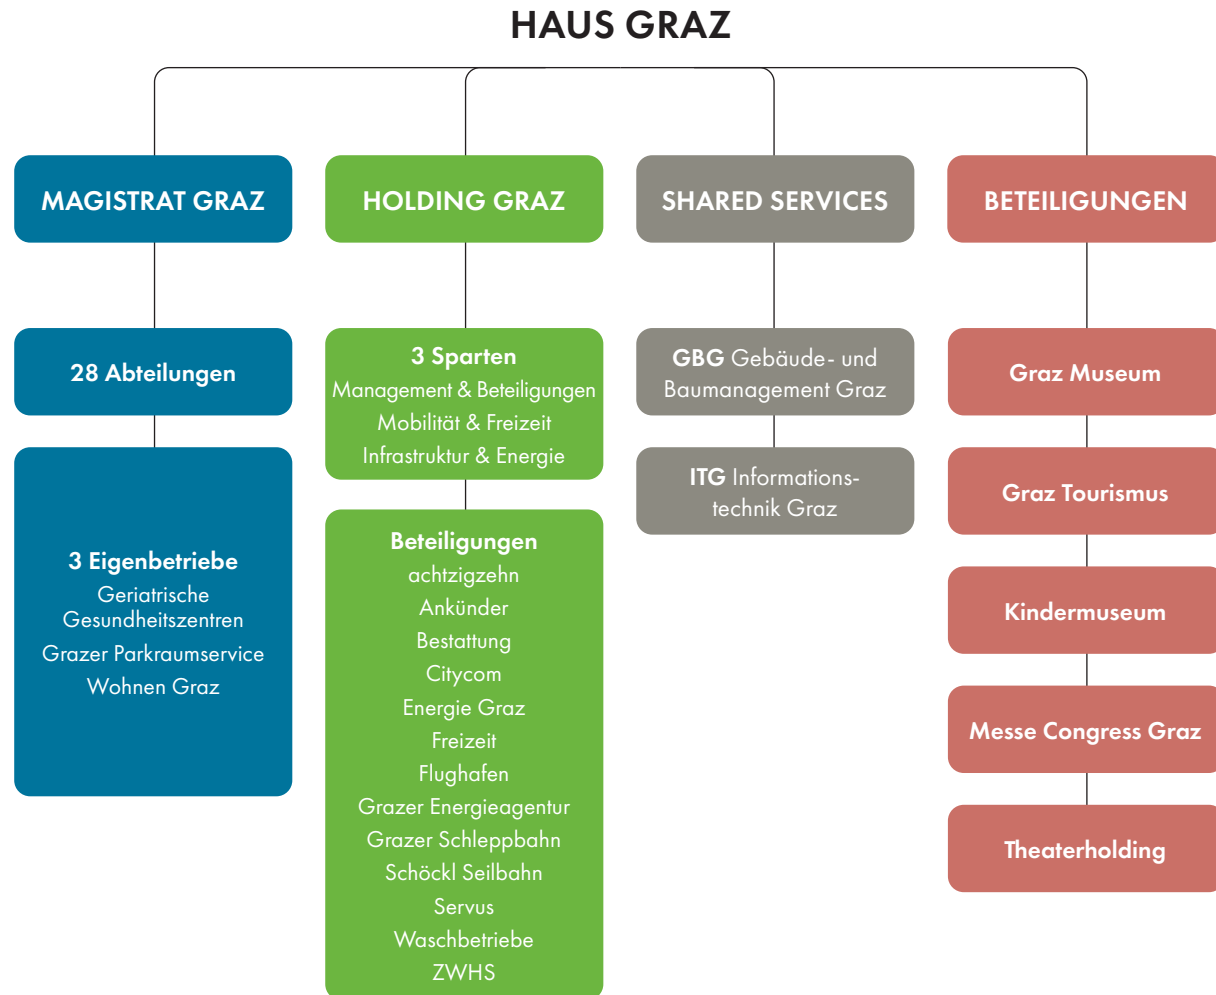 HAUS GRAZ
MAGISTRAT GRAZ
28 Abteilungen
3 Eigenbetriebe
Geriatrische
Gesundheitszentren
Grazer Parkraumservice
Wohnen Graz
HOLDING GRAZ
3 Sparten
Management & Beteiligungen
Mobilität & Freizeit
Infrastruktur & Energie
Beteiligungen
achtzigzehn
Ankünder
Bestattung
Citycom
Energie Graz
Freizeit
Flughafen
Grazer Energieagentur
Grazer Schleppbahn
Schöckl Seilbahn
Servus
Waschbetriebe
ZWHS
SHARED SERVICES
GBG Gebäude- und
Baumanagement Graz
ITG Informations-
technik Graz
BETEILIGUNGEN
Graz Museum
Graz Tourismus
Kindermuseum
Messe Congress Graz
Theaterholding